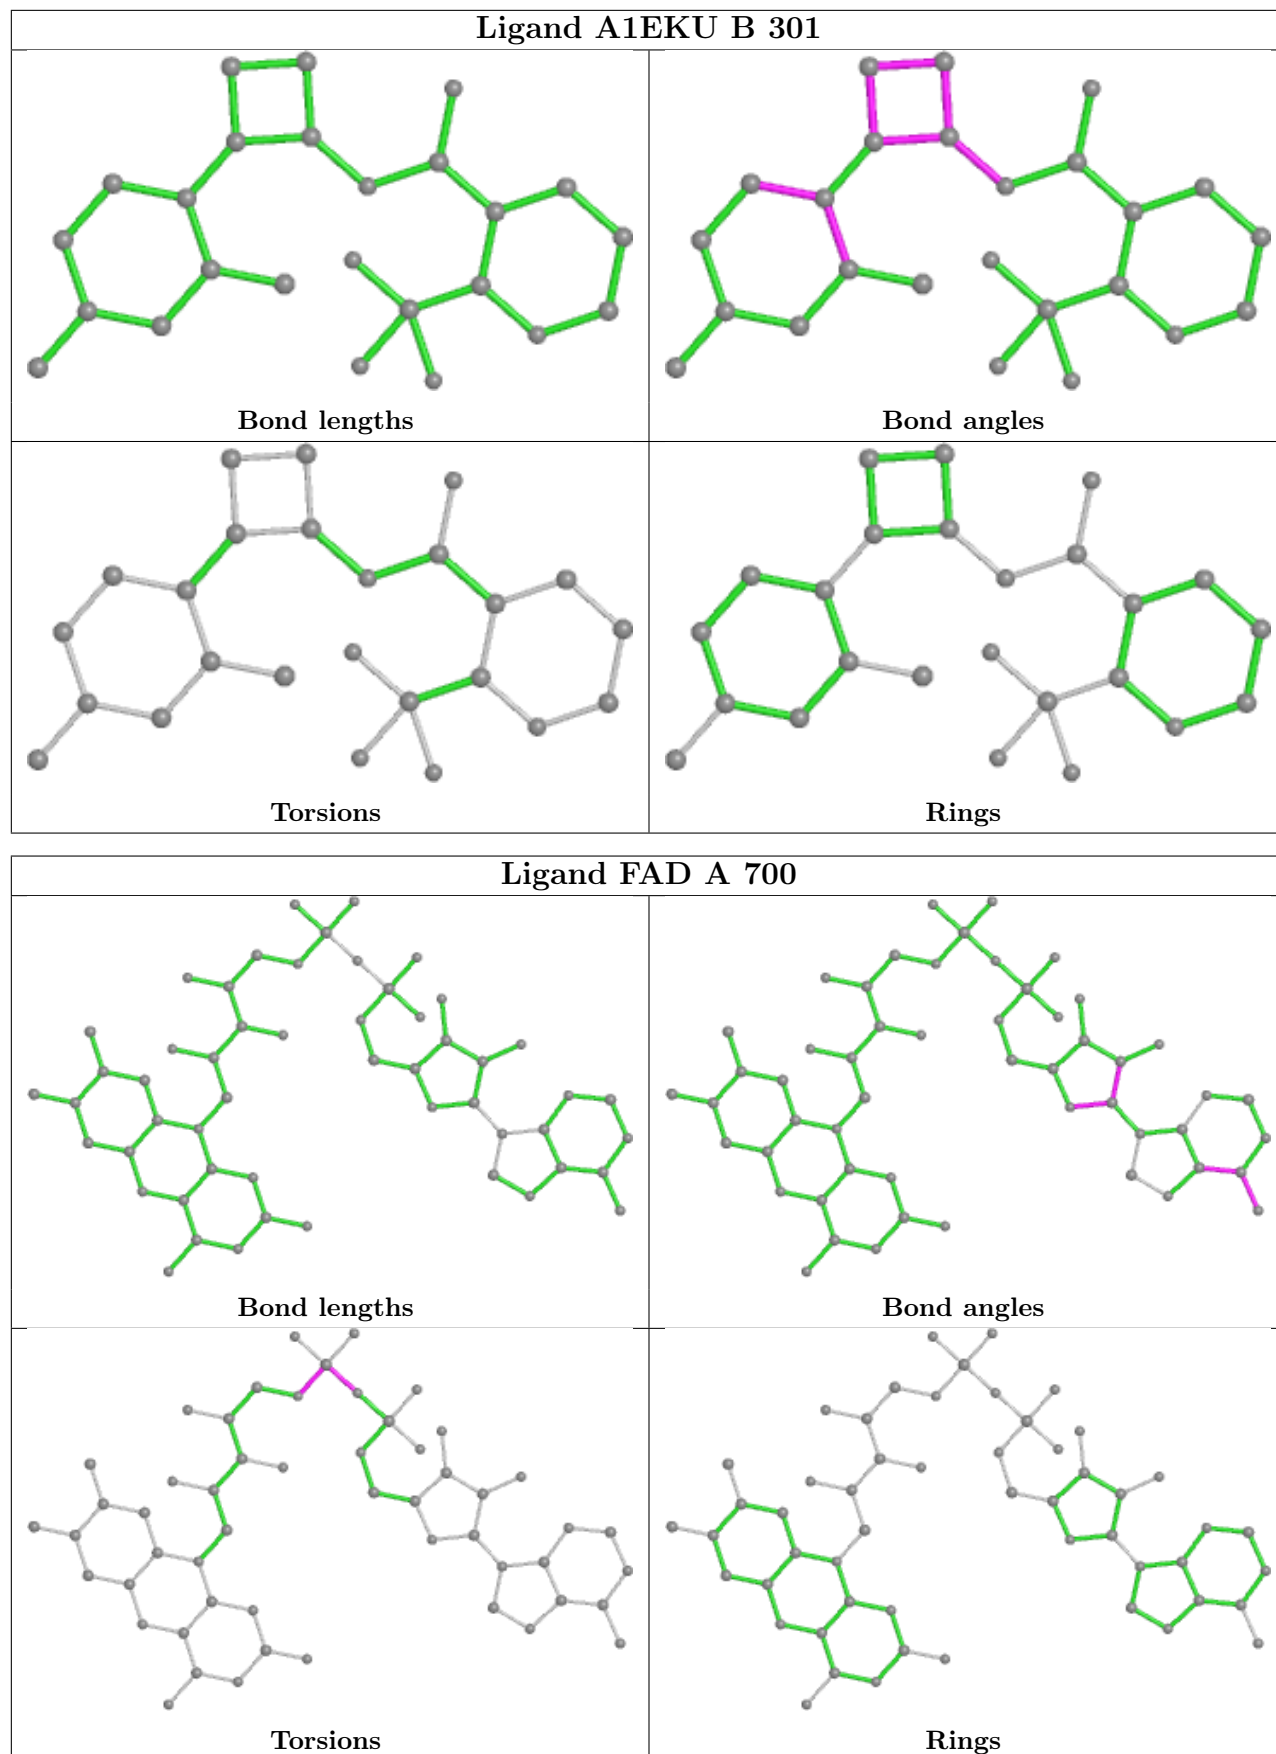 Ligand A1EKU B 301
Bond lengths
Bond angles
Torsions
Rings
Ligand FAD A 700
Bond lengths
Bond angles
Torsions
Rings